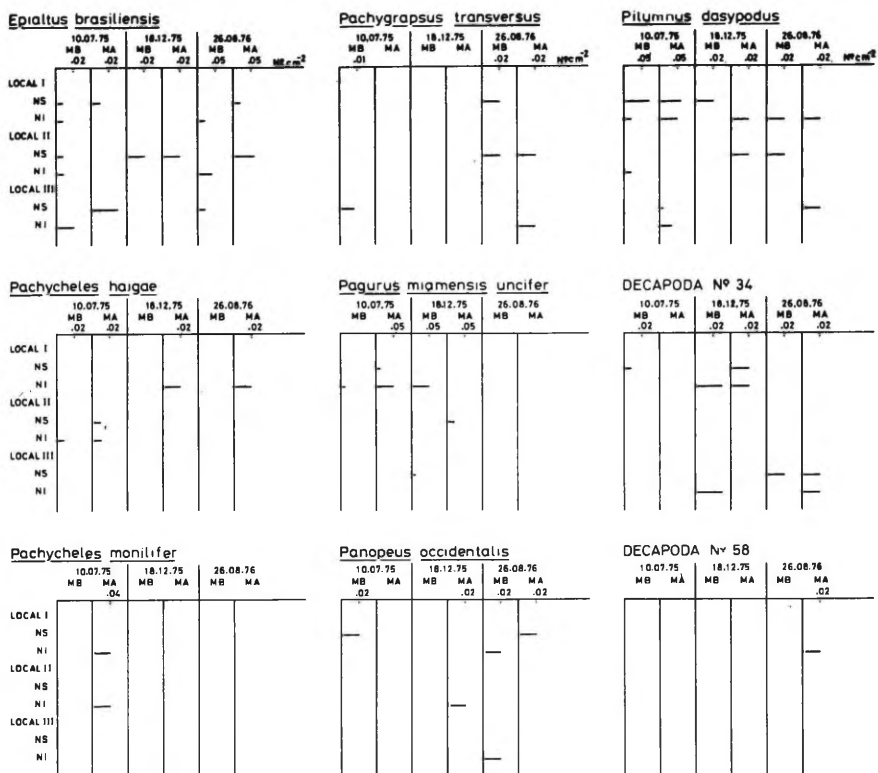 Epialtus brasiliensis
10.07.75 18.12.75 26.08.76
MB MA MB MA MB MA
.02 .02 .02 .05 .05 Nº.cm-2
LOCAL I
NS
NI
LOCAL II
NS
NI
LOCAL III
NS
NI
Pachygrapsus transversus
10.07.75 18.12.75 26.08.76
MB MA MB MA MB MA
.01 .02 .02 Nºcm-2
Pilumnus dasypodus
10.07.75 18.12.75 26.08.76
MB MA MB MA MB MA
.05 .05 .02 .02 .02 .02 Nºcm-2
Pachycheles haigae
10.07.75 18.12.75 26.08.76
MB MA MB MA MB MA
.02 .02 .02 .02
LOCAL I
NS
NI
LOCAL II
NS
NI
LOCAL III
NS
NI
Pagurus miamensis uncifer
10.07.75 18.12.75 26.08.76
MB MA MB MA MB MA
.05 .05 .05
DECAPODA Nº 34
10.07.75 18.12.75 26.08.76
MB MA MB MA MB MA
.02 .02 .02 .02 .02
Pachycheles monilifer
10.07.75 18.12.75 26.08.76
MB MA MB MA MB MA
.04
LOCAL I
NS
NI
LOCAL II
NS
NI
LOCAL III
NS
NI
Panopeus occidentalis
10.07.75 18.12.75 26.08.76
MB MA MB MA MB MA
.02 .02 .02 .02
DECAPODA Nº 58
10.07.75 18.12.75 26.08.76
MB MA MB MA MB MA
.02